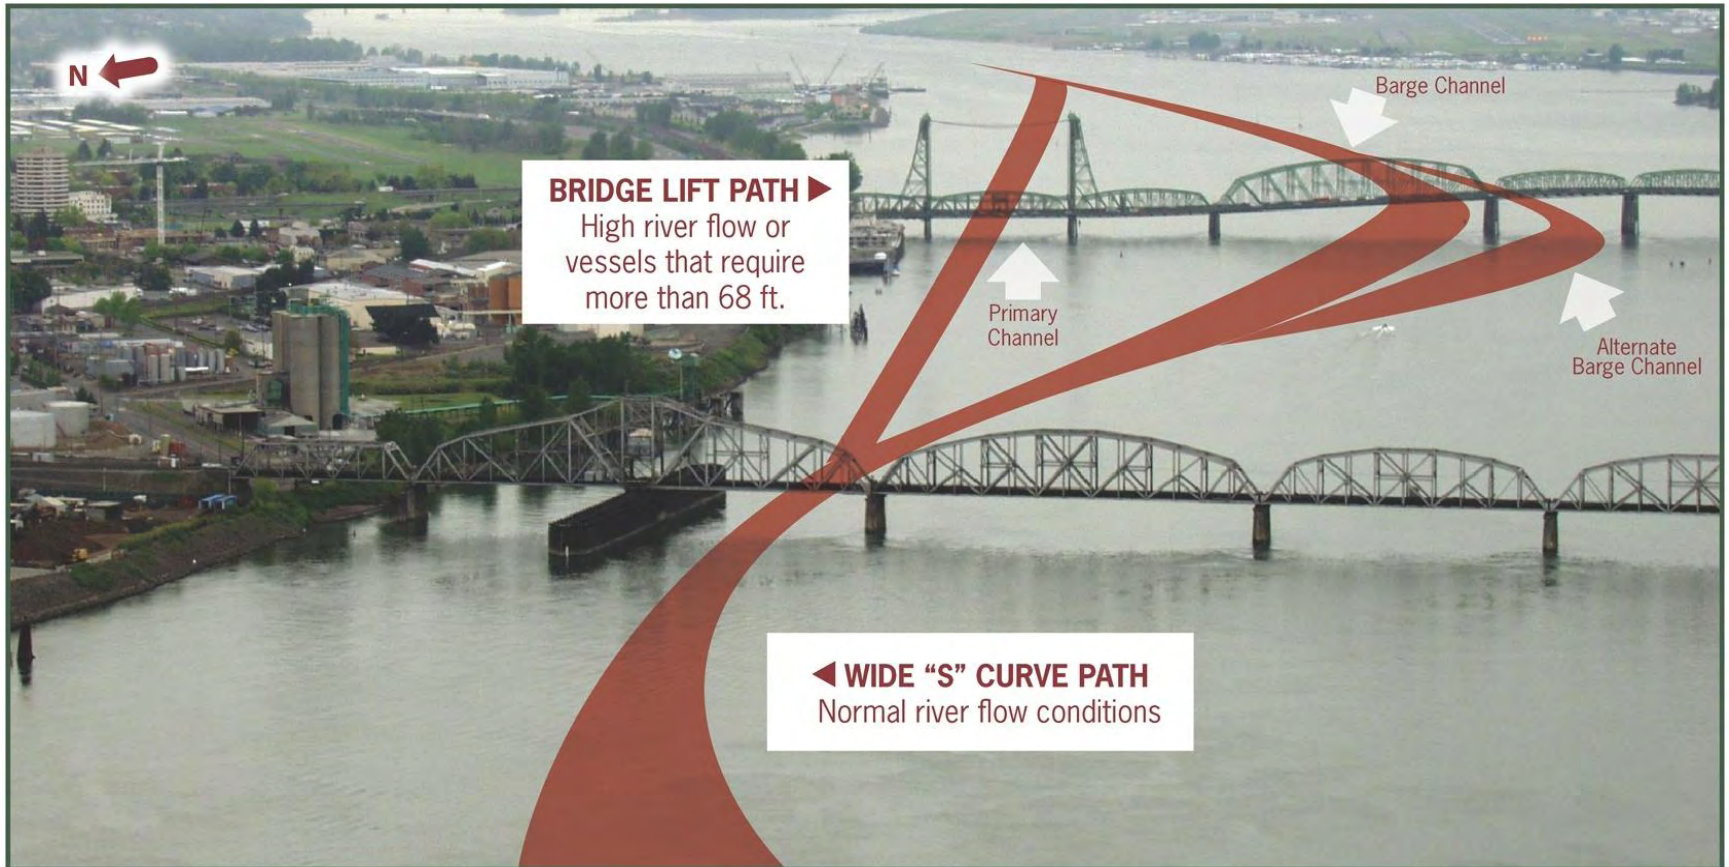 N
Barge Channel
BRIDGE LIFT PATH
High river flow or
vessels that require
more than 68 ft.
Primary
Channel
Alternate
Barge Channel
WIDE “S” CURVE PATH
Normal river flow conditions